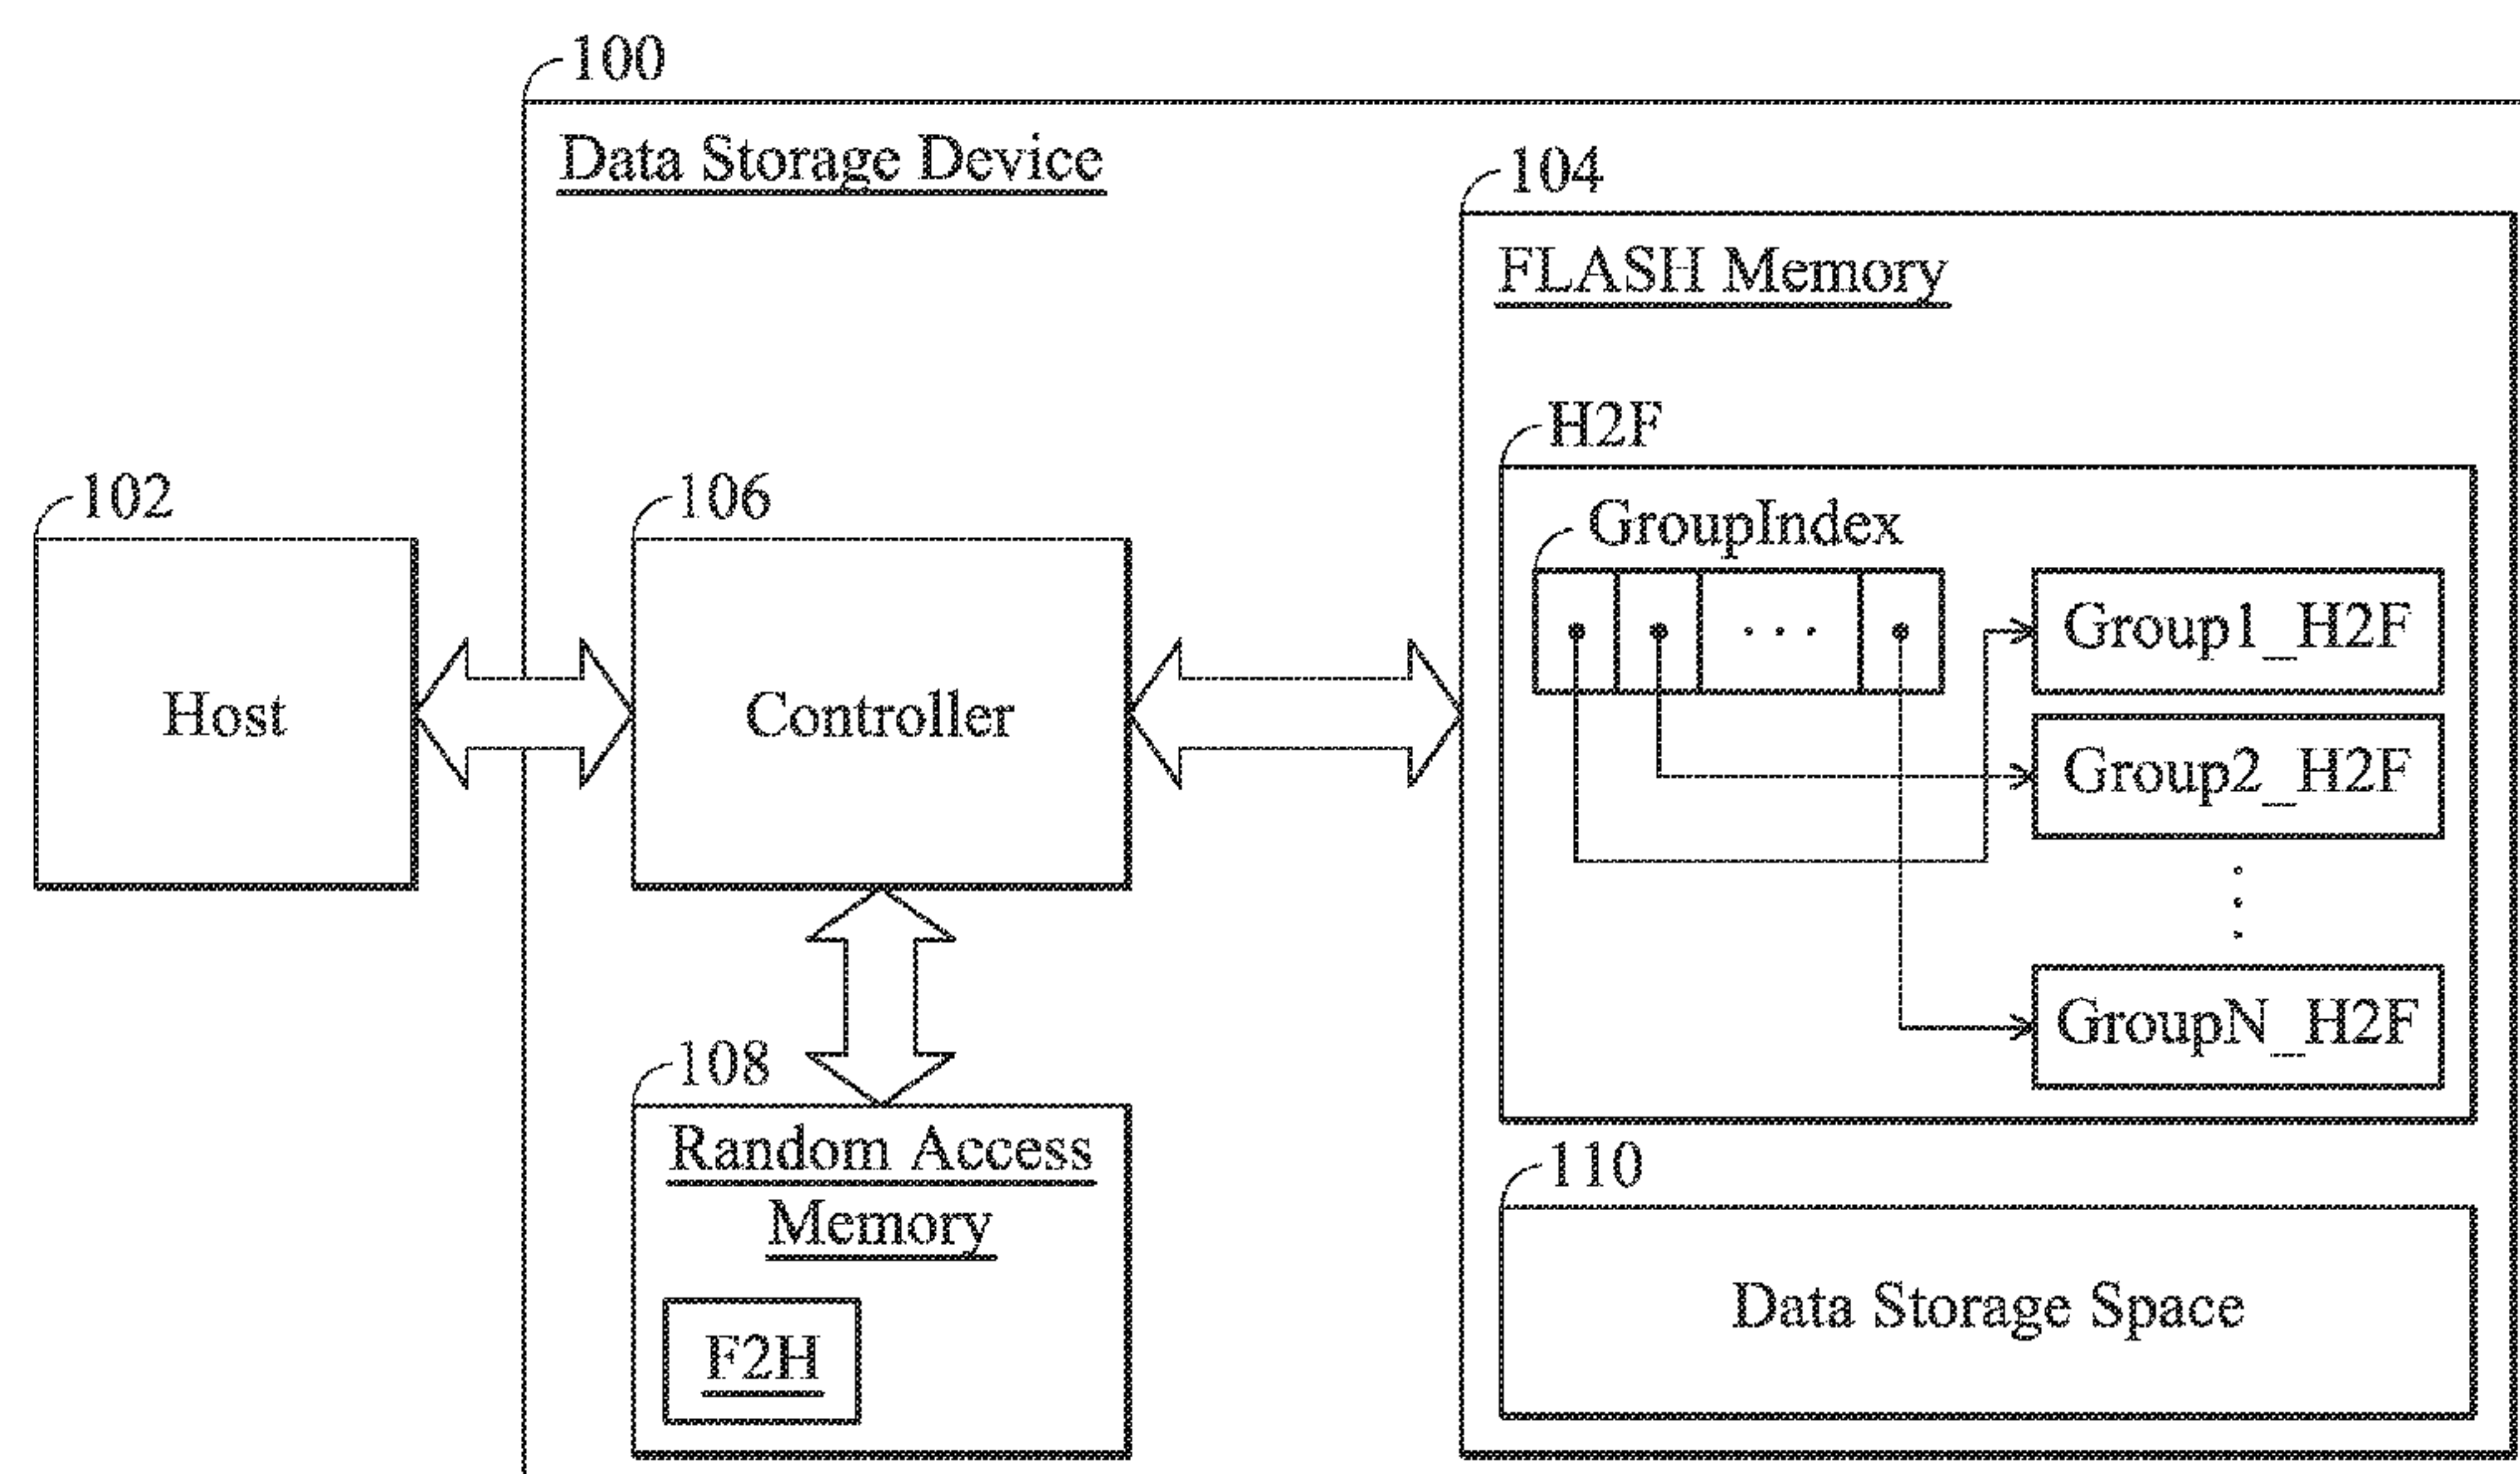 100
Data Storage Device
104
FLASH Memory
H2F
GroupIndex
102
106
Group1_H2F
Host
Controller
. . .
Group2_H2F
GroupN_H2F
108
Random Access
Memory
F2H
110
Data Storage Space